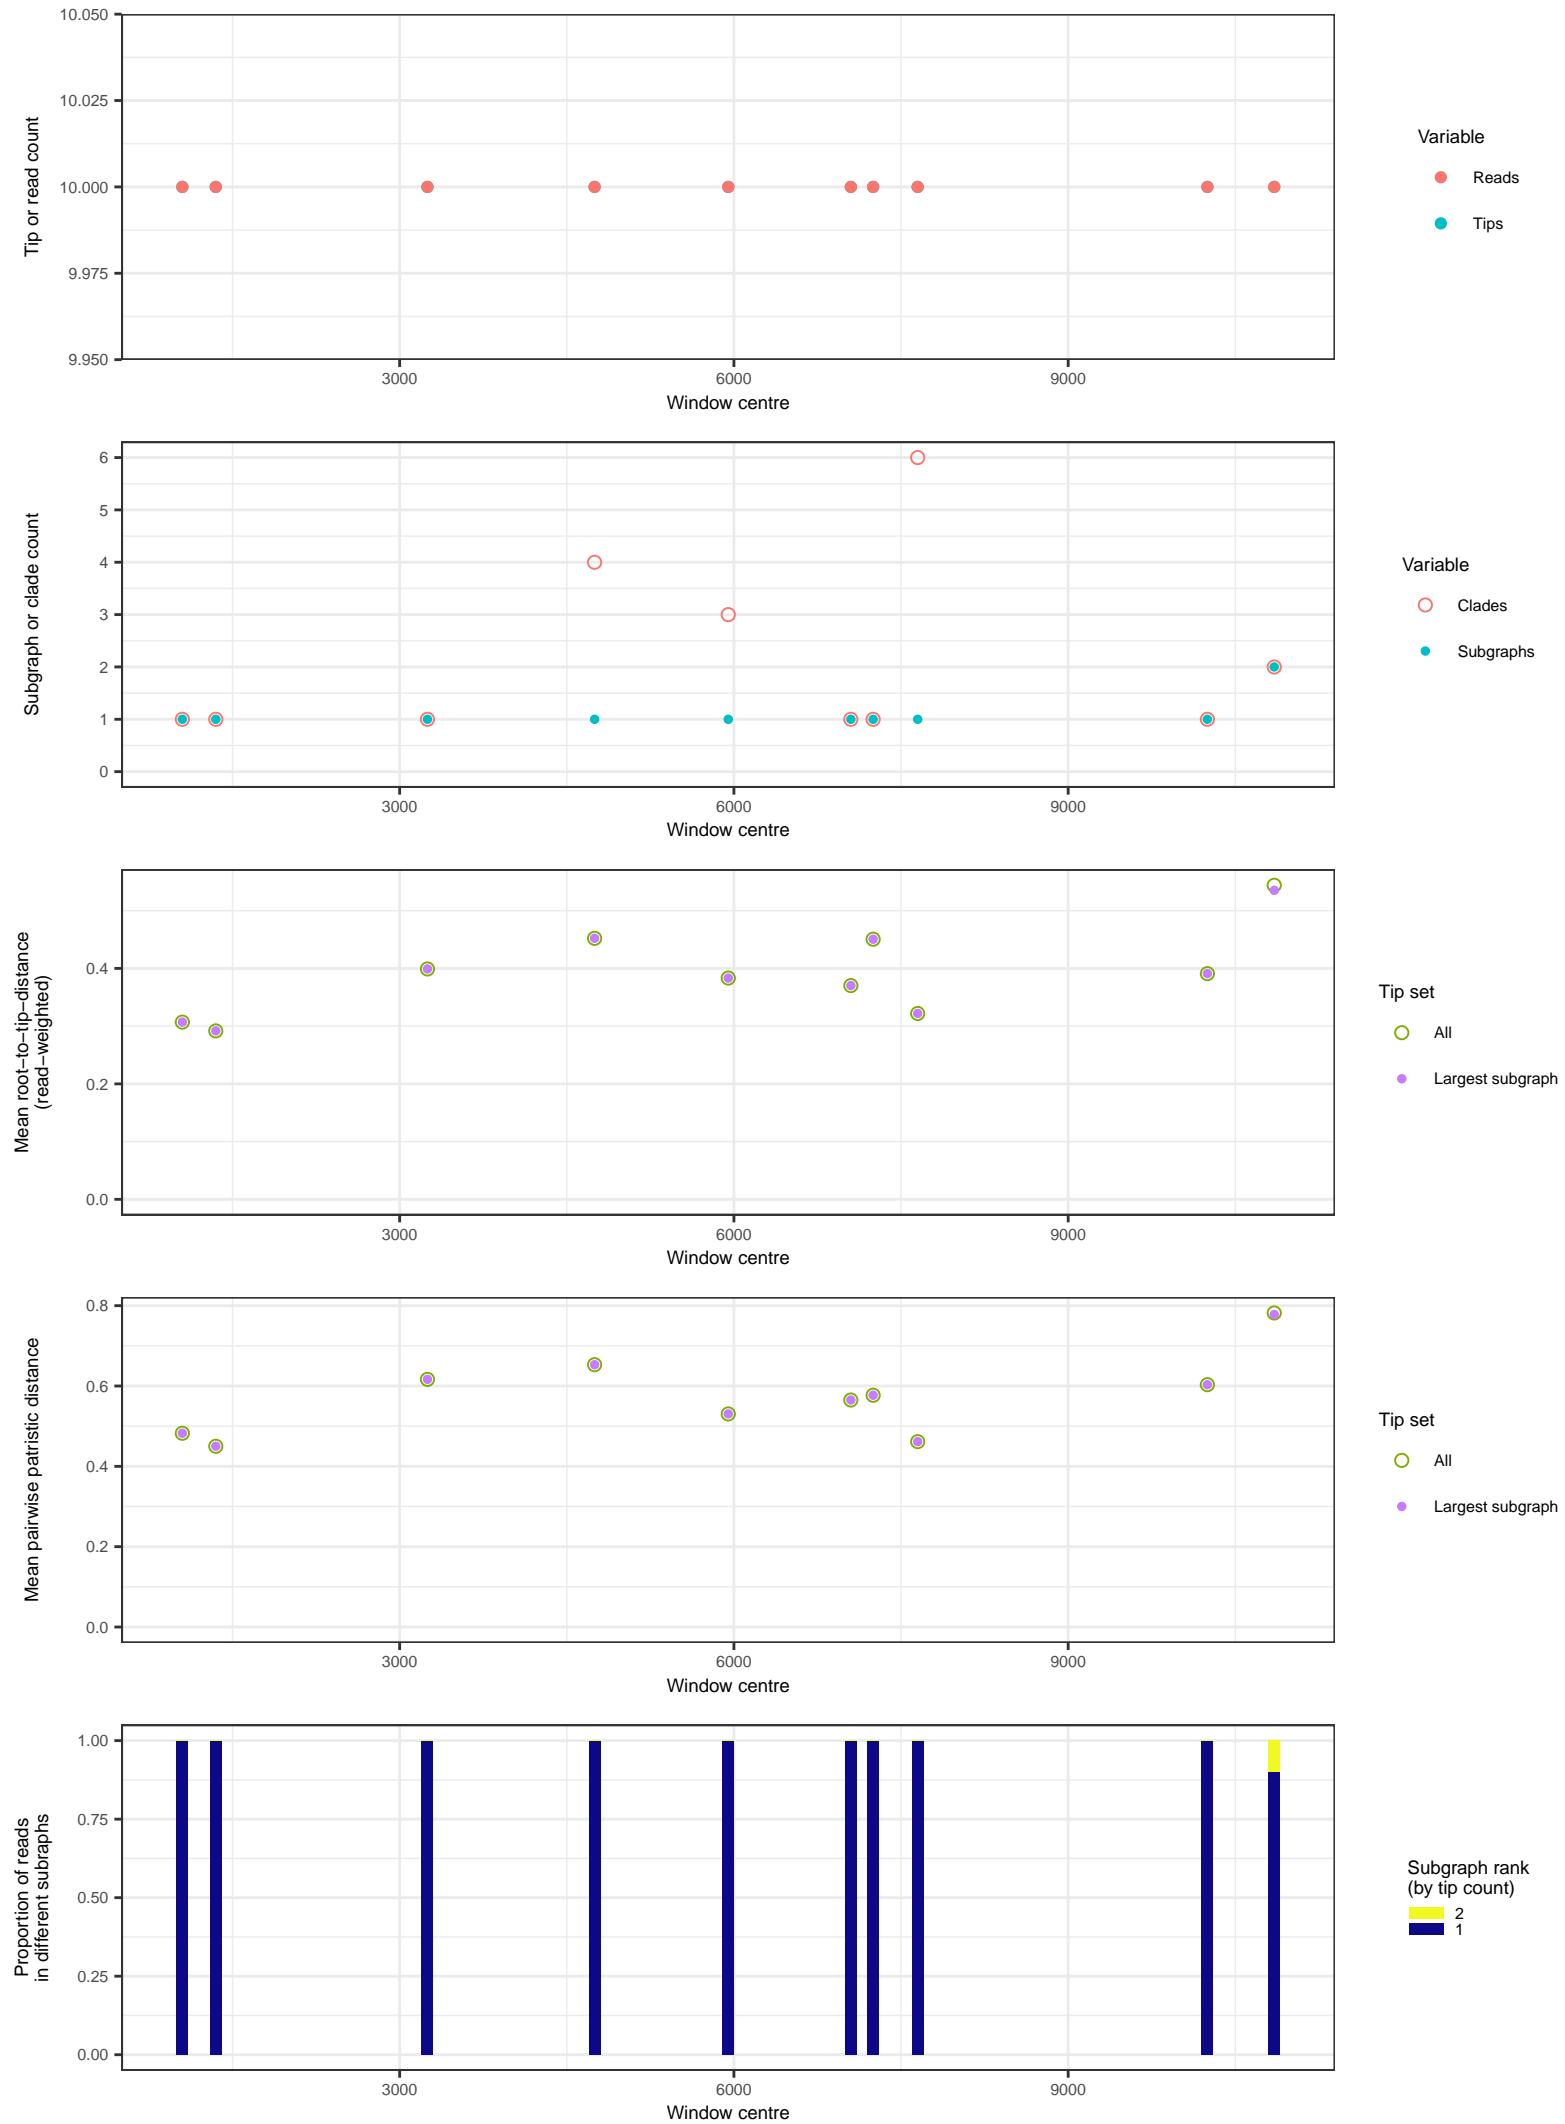 10.050
10.025
10.000
9.975
9.950
Tip or read count
3000
6000
9000
Window centre
Variable
Reads
Tips
6
5
4
3
2
1
0
Subgraph or clade count
3000
6000
9000
Window centre
Variable
Clades
Subgraphs
0.4
0.2
0.0
Mean root−to−tip−distance
(read−weighted)
3000
6000
9000
Window centre
Tip set
All
Largest subgraph
0.8
0.6
0.4
0.2
0.0
Mean pairwise patristic distance
3000
6000
9000
Window centre
Tip set
All
Largest subgraph
1.00
0.75
0.50
0.25
0.00
Proportion of reads
in different subraphs
3000
6000
9000
Window centre
Subgraph rank
(by tip count)
2
1